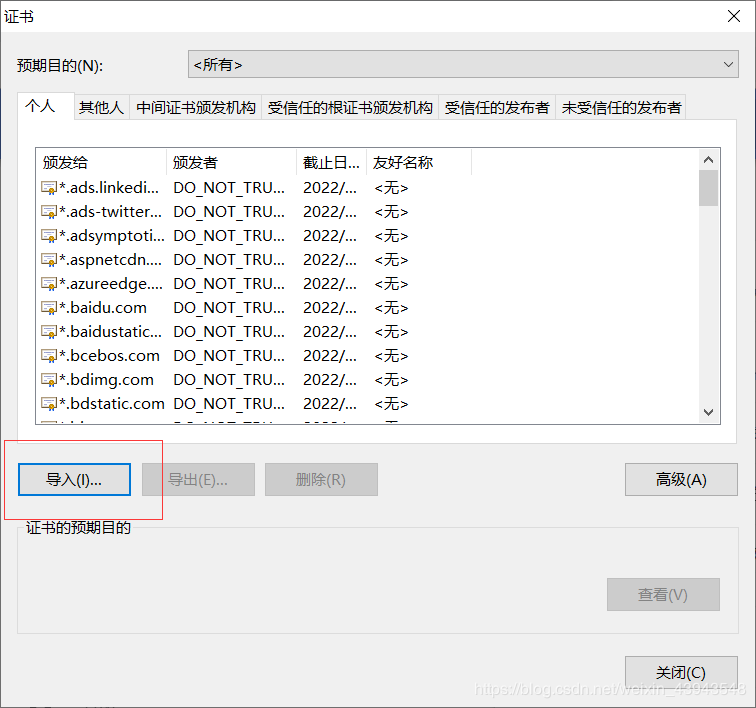 证书
预期目的(N):
<所有>
个人 其他人 中间证书颁发机构 受信任的根证书颁发机构 受信任的发布者 未受信任的发布者
颁发给 颁发者 截止日... 友好名称
*.ads.linkedi... DO_NOT_TRU... 2022/... <无>
*.ads-twitter... DO_NOT_TRU... 2022/... <无>
*.adsymptoti... DO_NOT_TRU... 2022/... <无>
*.aspnetcdn.... DO_NOT_TRU... 2022/... <无>
*.azureedge.... DO_NOT_TRU... 2022/... <无>
*.baidu.com DO_NOT_TRU... 2022/... <无>
*.baidustatic... DO_NOT_TRU... 2022/... <无>
*.bcebos.com DO_NOT_TRU... 2022/... <无>
*.bdimg.com DO_NOT_TRU... 2022/... <无>
*.bdstatic.com DO_NOT_TRU... 2022/... <无>
导入(I)... 导出(E)... 删除(R) 高级(A)
证书的预期目的
查看(V)
关闭(C)
https://blog.csdn.net/weixin_43943548